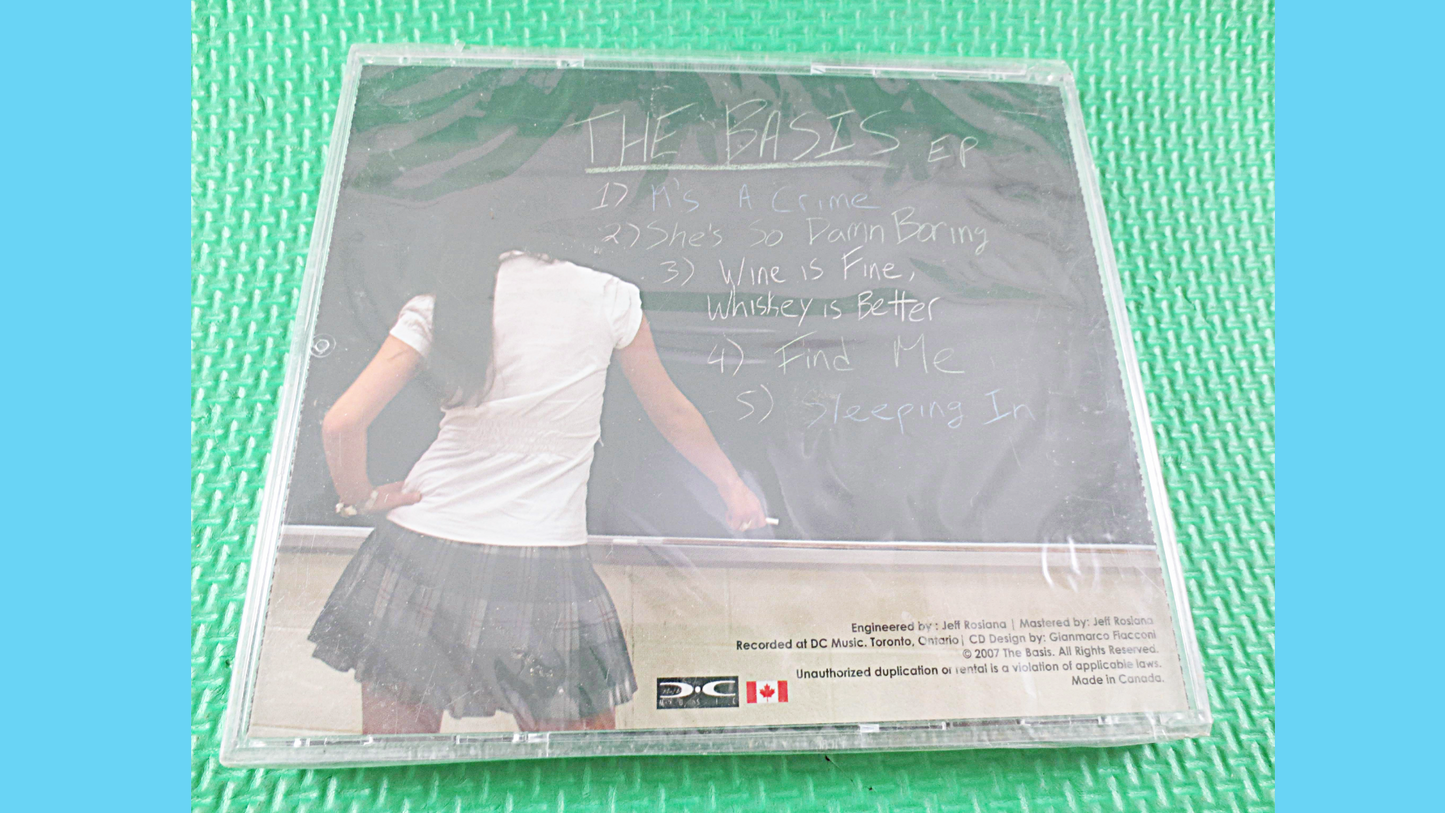 THE BASIS EP
1) It's A Crime
2) She's So Damn Boring
3) Wine is Fine,
Whiskey is Better
4) Find Me
5) Sleeping In
Engineered by: Jeff Rosiana | Mastered by: Jeff Rosiana
Recorded at DC Music. Toronto, Ontario | CD Design by: Gianmarco Fiacconi
© 2007 The Basis. All Rights Reserved.
Unauthorized duplication or rental is a violation of applicable laws.
Made in Canada.
MUSIC